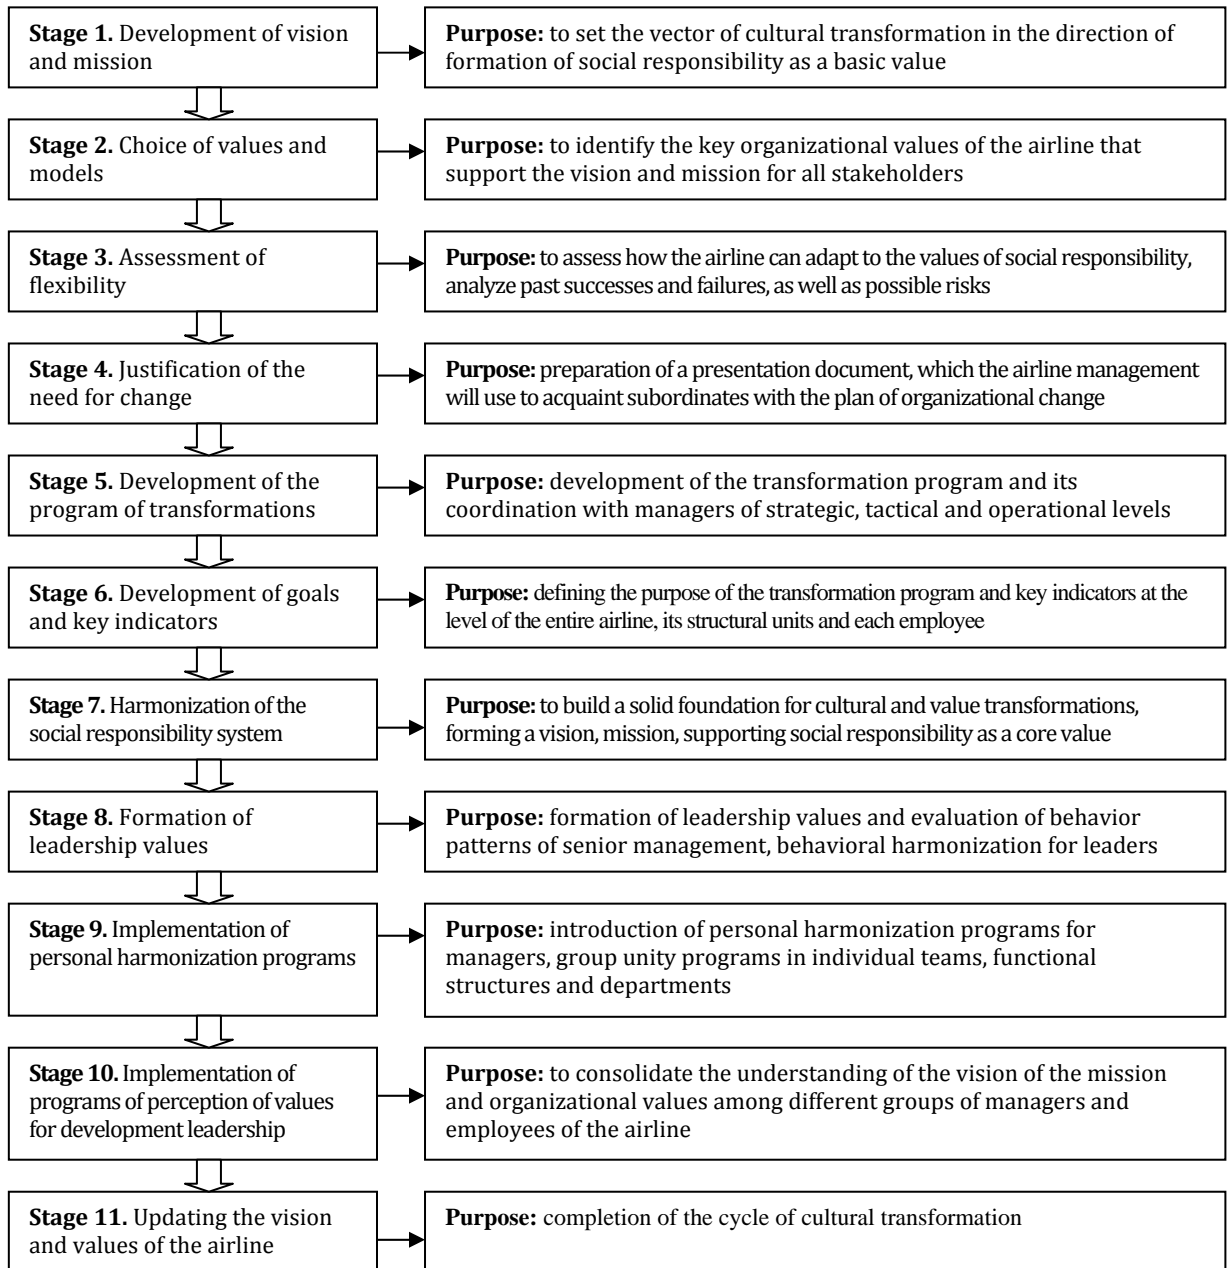 Stage 1. Development of vision
and mission
Purpose: to set the vector of cultural transformation in the direction of
formation of social responsibility as a basic value
Stage 2. Choice of values and
models
Purpose: to identify the key organizational values of the airline that
support the vision and mission for all stakeholders
Stage 3. Assessment of
flexibility
Purpose: to assess how the airline can adapt to the values of social responsibility,
analyze past successes and failures, as well as possible risks
Stage 4. Justification of the
need for change
Purpose: preparation of a presentation document, which the airline management
will use to acquaint subordinates with the plan of organizational change
Stage 5. Development of the
program of transformations
Purpose: development of the transformation program and its
coordination with managers of strategic, tactical and operational levels
Stage 6. Development of goals
and key indicators
Purpose: defining the purpose of the transformation program and key indicators at the
level of the entire airline, its structural units and each employee
Stage 7. Harmonization of the
social responsibility system
Purpose: to build a solid foundation for cultural and value transformations,
forming a vision, mission, supporting social responsibility as a core value
Stage 8. Formation of
leadership values
Purpose: formation of leadership values and evaluation of behavior
patterns of senior management, behavioral harmonization for leaders
Stage 9. Implementation of
personal harmonization programs
Purpose: introduction of personal harmonization programs for
managers, group unity programs in individual teams, functional
structures and departments
Stage 10. Implementation of
programs of perception of values
for development leadership
Purpose: to consolidate the understanding of the vision of the mission
and organizational values among different groups of managers and
employees of the airline
Stage 11. Updating the vision
and values of the airline
Purpose: completion of the cycle of cultural transformation